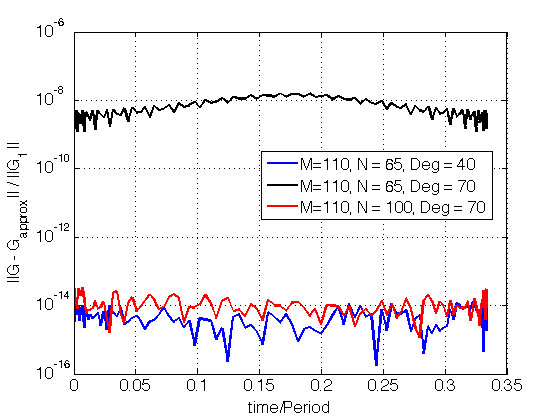 10^-6
10^-8
10^-10
10^-12
10^-14
10^-16
||G - G_approx|| / ||G_1||
M=110, N = 65, Deg = 40
M=110, N = 65, Deg = 70
M=110, N = 100, Deg = 70
0 0.05 0.1 0.15 0.2 0.25 0.3 0.35
time/Period